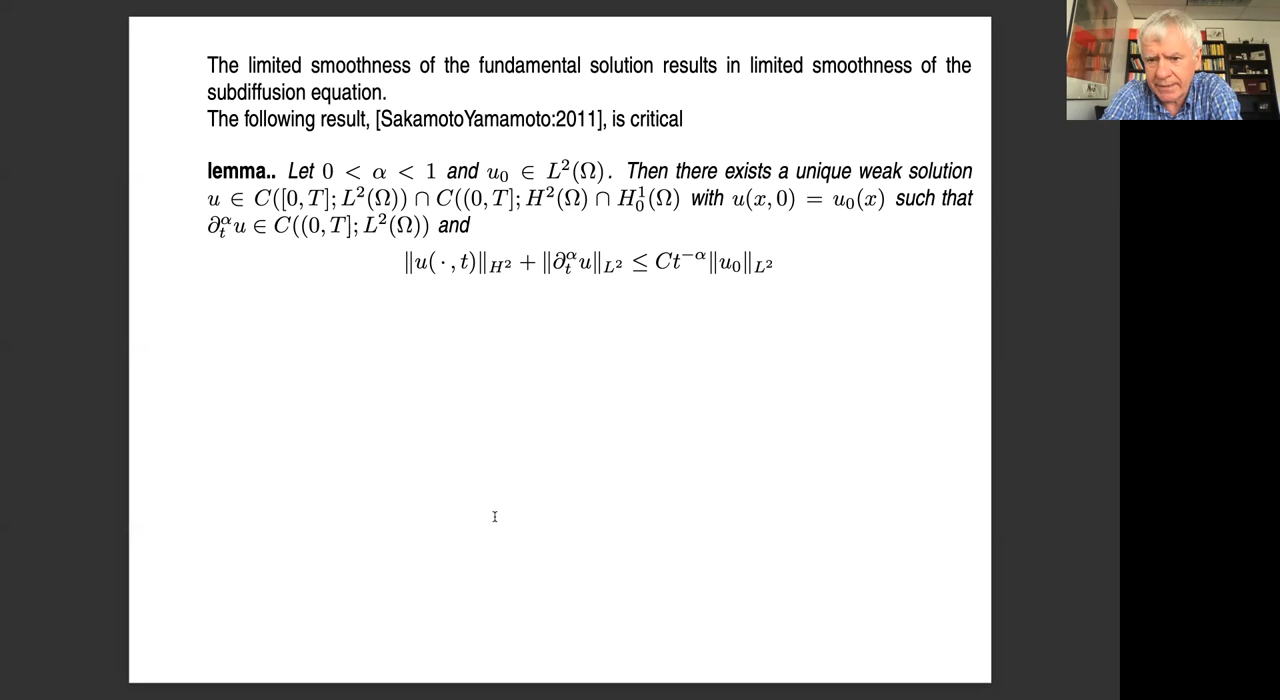 The limited smoothness of the fundamental solution results in limited smoothness of the
subdiffusion equation.
The following result, [SakamotoYamamoto:2011], is critical
lemma.. Let 0 < α < 1 and u₀ ∈ L²(Ω). Then there exists a unique weak solution
u ∈ C([0, T]; L²(Ω)) ∩ C((0, T]; H²(Ω) ∩ H₀¹(Ω) with u(x, 0) = u₀(x) such that
∂ₜᵅu ∈ C((0, T]; L²(Ω)) and
‖u( · , t)‖_{H²} + ‖∂ₜᵅu‖_{L²} ≤ Ct^{−α}‖u₀‖_{L²}